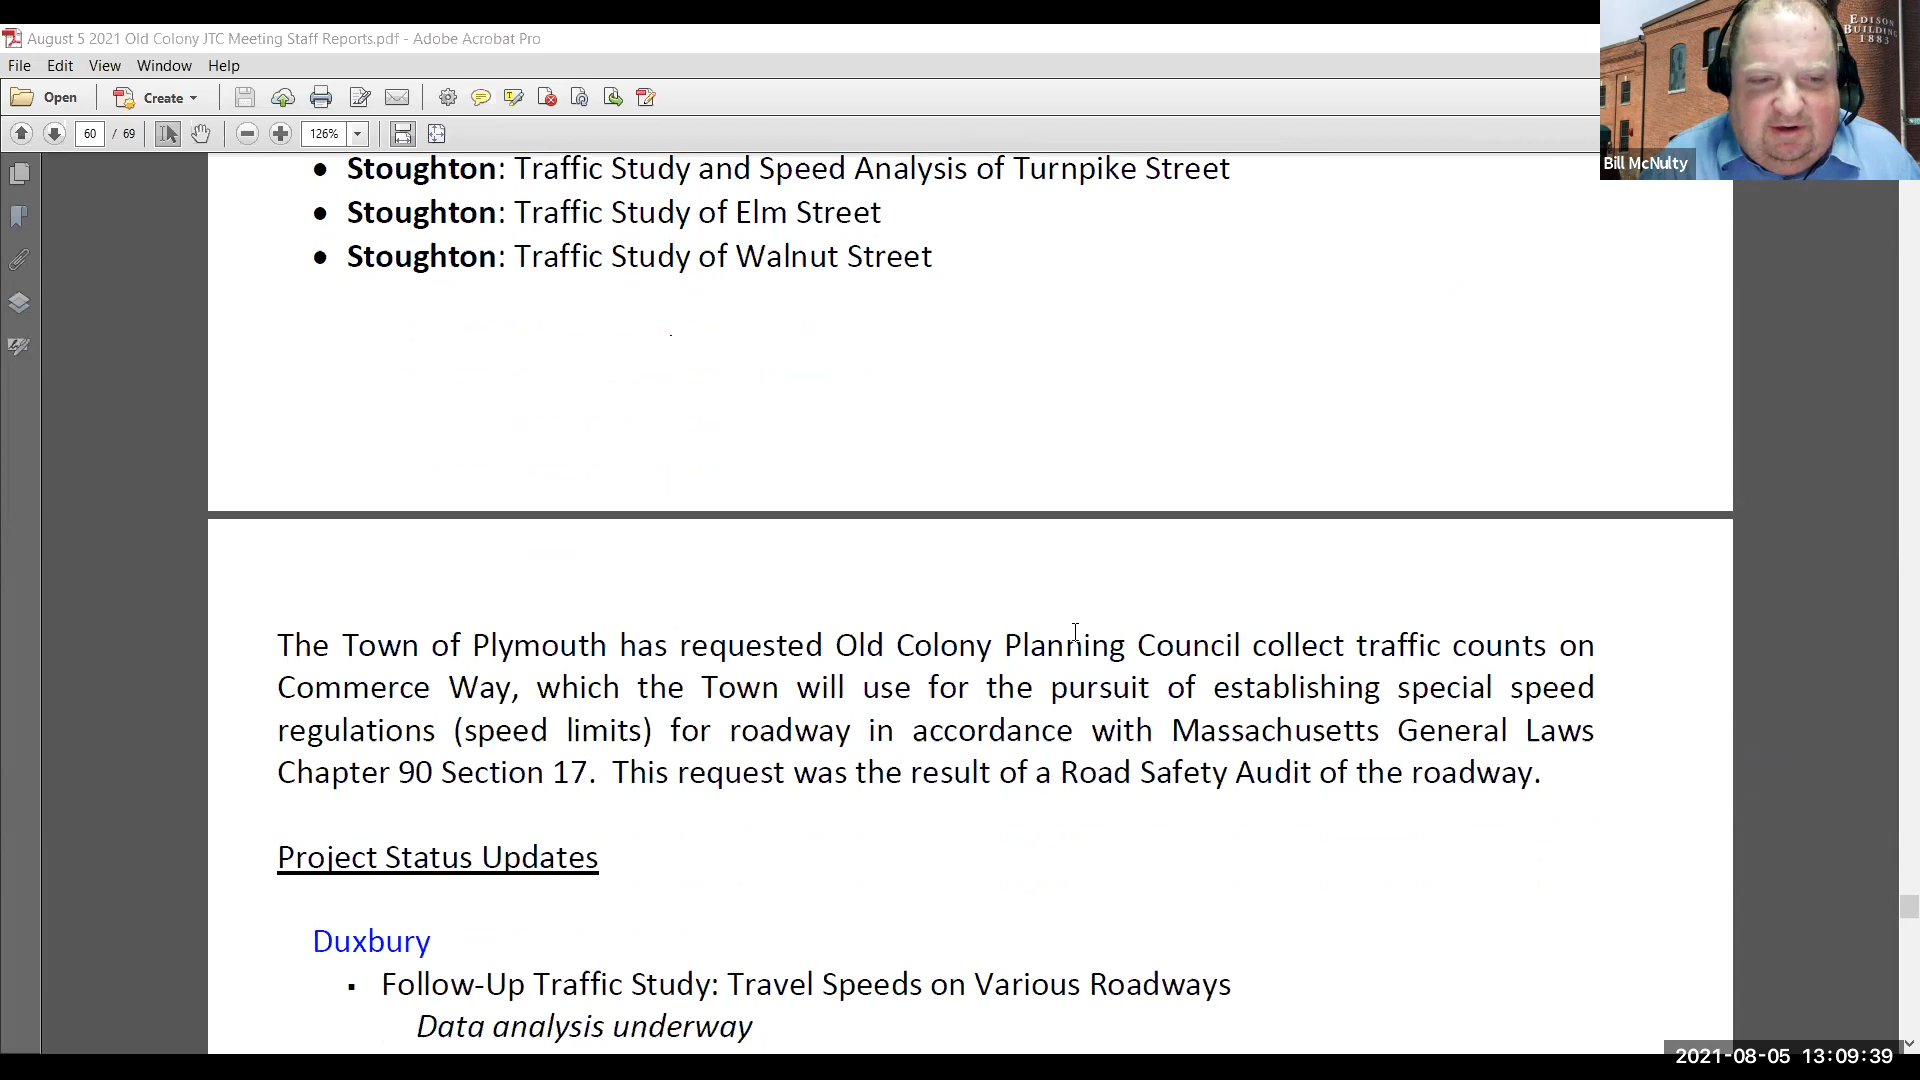 August 5 2021 Old Colony JTC Meeting Staff Reports.pdf - Adobe Acrobat Pro
EDISON
BUILDING
1883
File Edit View Window Help
Open Create
60 / 69 126%
Bill McNulty
• Stoughton: Traffic Study and Speed Analysis of Turnpike Street
• Stoughton: Traffic Study of Elm Street
• Stoughton: Traffic Study of Walnut Street
The Town of Plymouth has requested Old Colony Planning Council collect traffic counts on
Commerce Way, which the Town will use for the pursuit of establishing special speed
regulations (speed limits) for roadway in accordance with Massachusetts General Laws
Chapter 90 Section 17. This request was the result of a Road Safety Audit of the roadway.
Project Status Updates
Duxbury
▪ Follow-Up Traffic Study: Travel Speeds on Various Roadways
Data analysis underway
2021-08-05 13:09:39